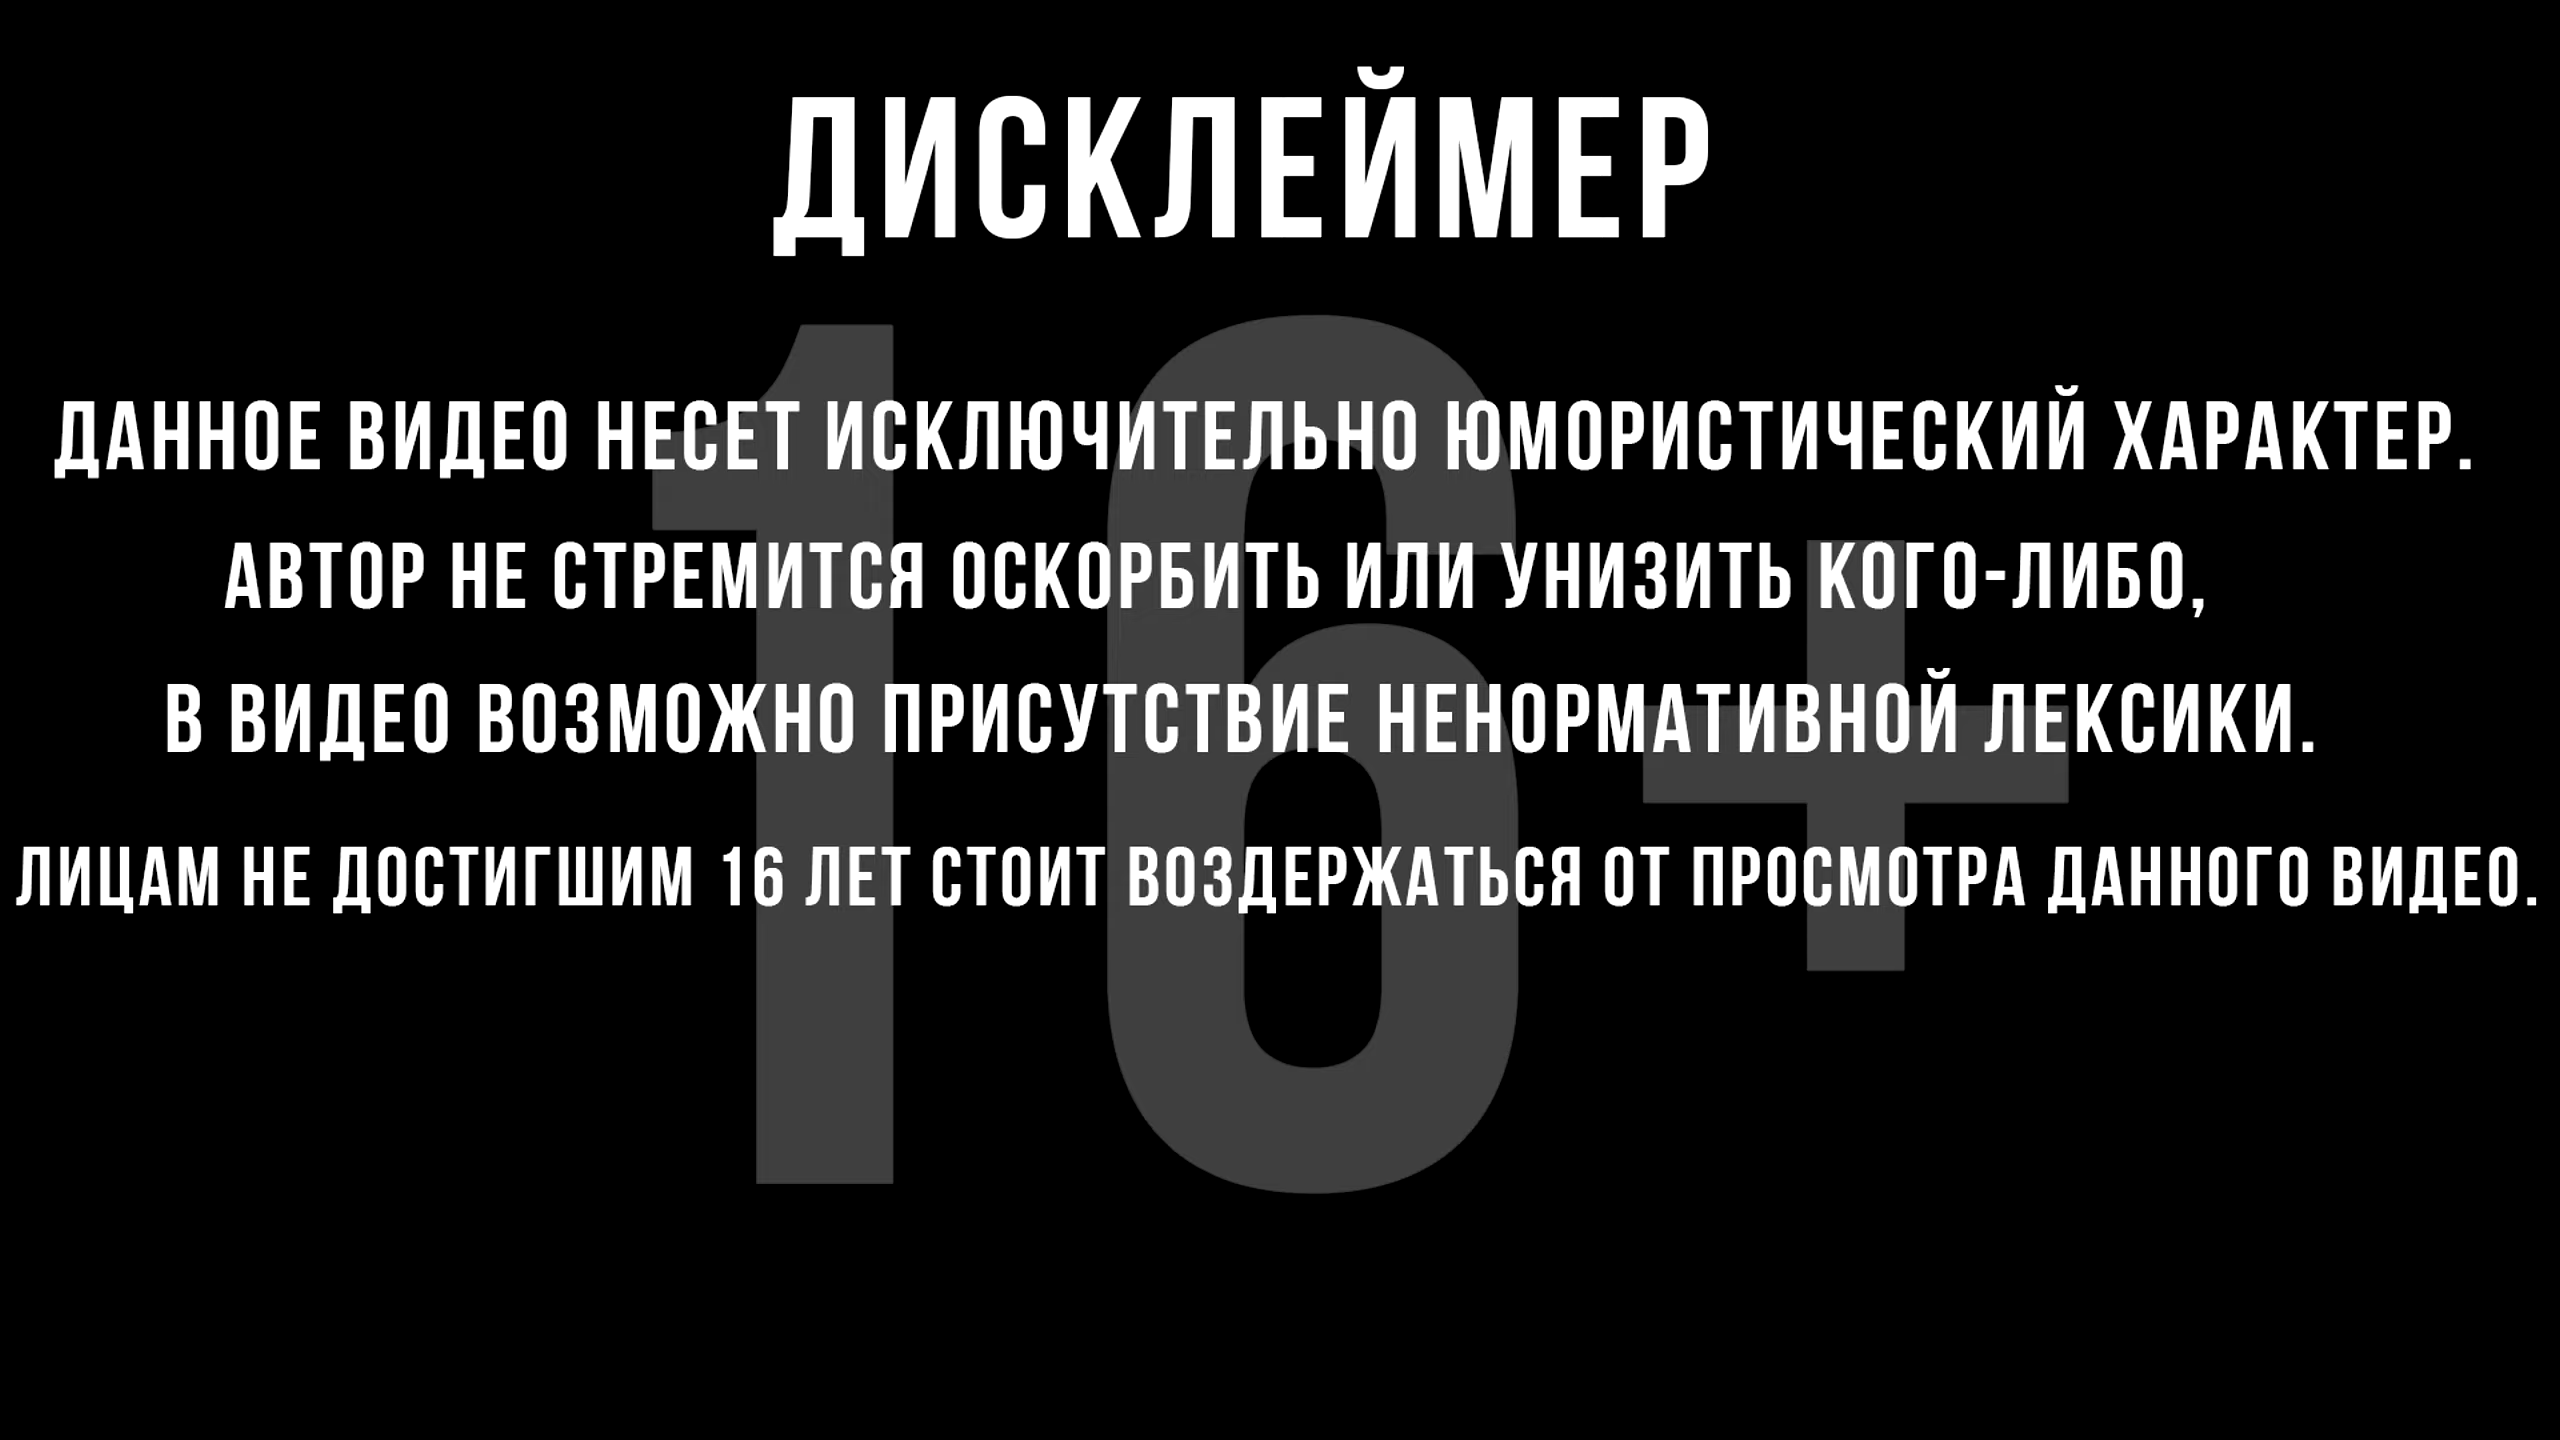 ДИСКЛЕЙМЕР
16+
ДАННОЕ ВИДЕО НЕСЕТ ИСКЛЮЧИТЕЛЬНО ЮМОРИСТИЧЕСКИЙ ХАРАКТЕР.
АВТОР НЕ СТРЕМИТСЯ ОСКОРБИТЬ ИЛИ УНИЗИТЬ КОГО-ЛИБО,
В ВИДЕО ВОЗМОЖНО ПРИСУТСТВИЕ НЕНОРМАТИВНОЙ ЛЕКСИКИ.
ЛИЦАМ НЕ ДОСТИГШИМ 16 ЛЕТ СТОИТ ВОЗДЕРЖАТЬСЯ ОТ ПРОСМОТРА ДАННОГО ВИДЕО.